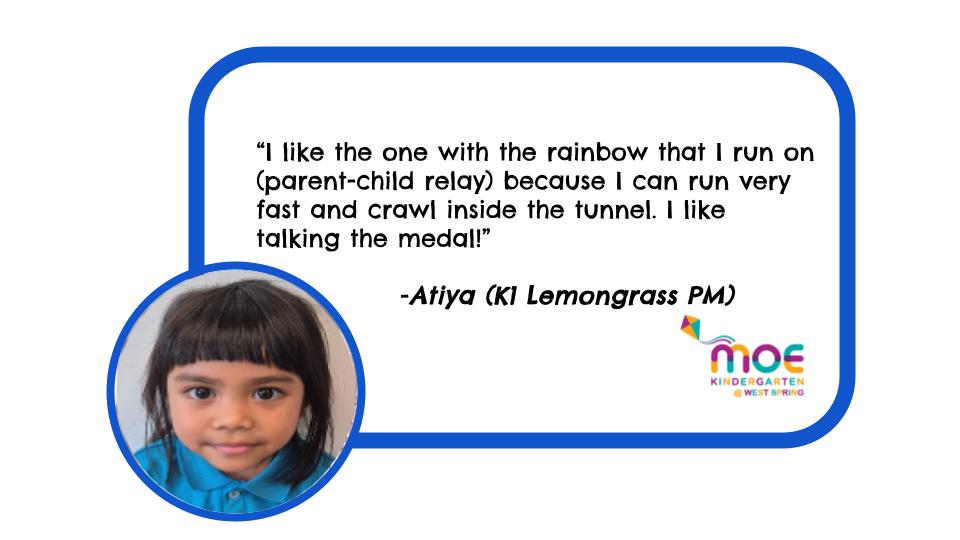 “I like the one with the rainbow that I run on
(parent-child relay) because I can run very
fast and crawl inside the tunnel. I like
talking the medal!”
-Atiya (K1 Lemongrass PM)
moe
KINDERGARTEN
@ WEST SPRING